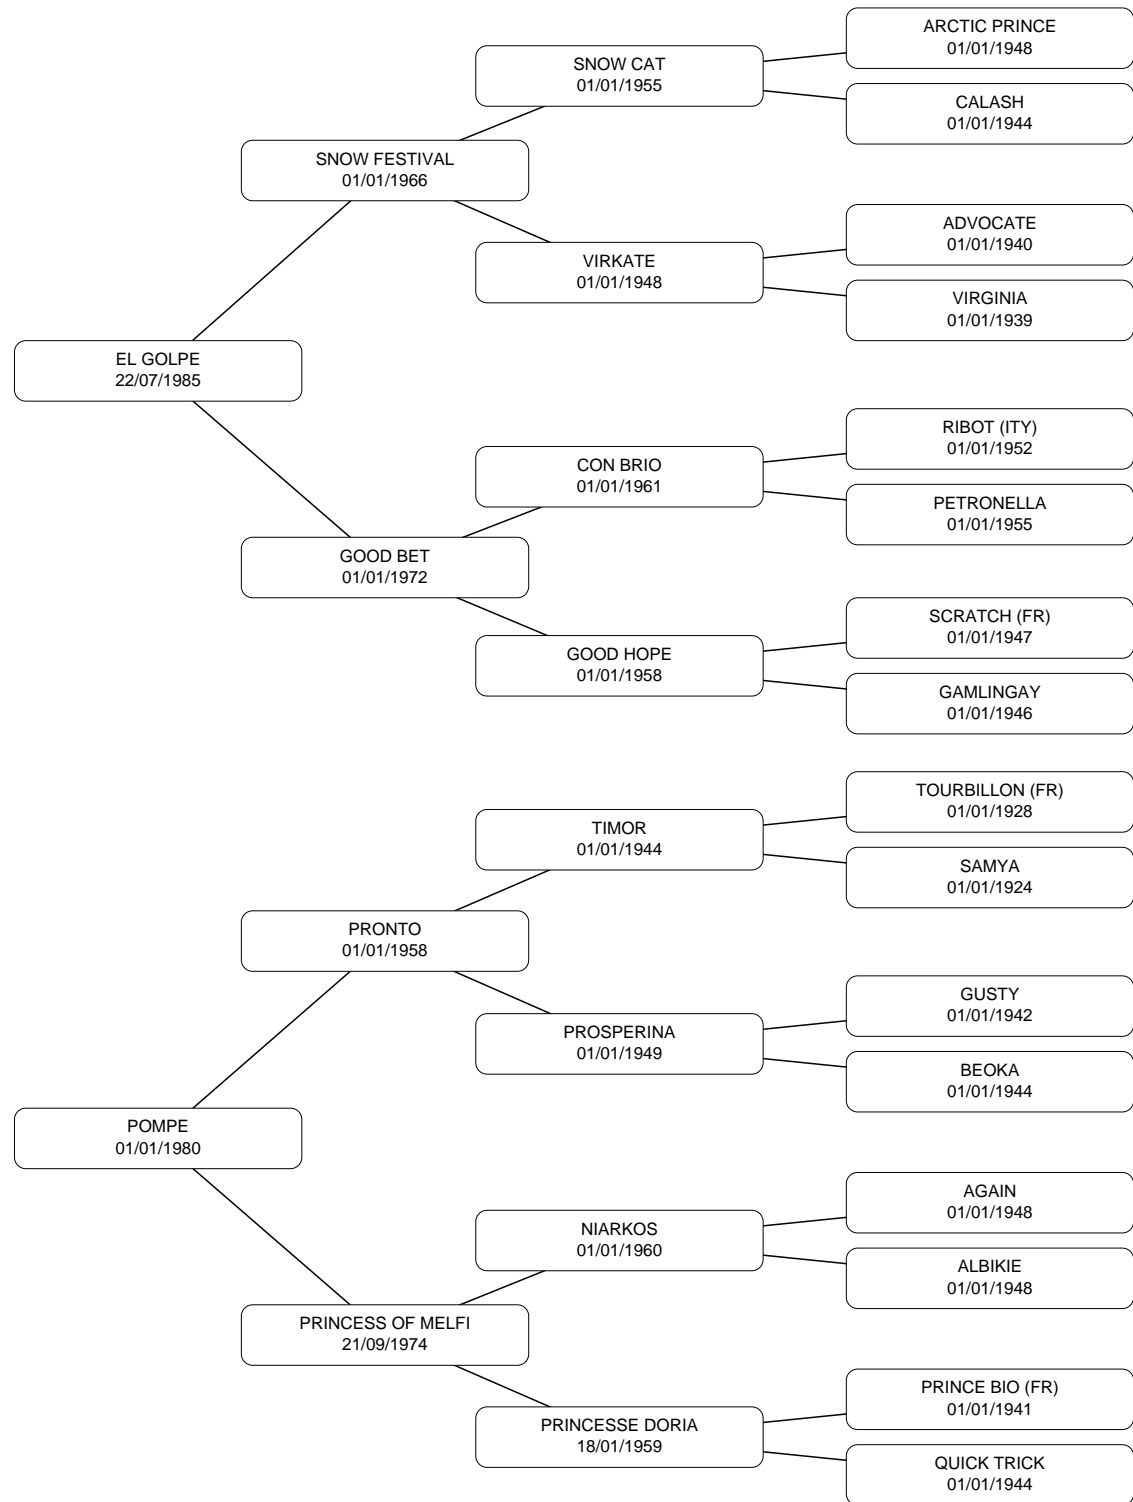 ARCTIC PRINCE
01/01/1948
SNOW CAT
01/01/1955
CALASH
01/01/1944
SNOW FESTIVAL
01/01/1966
ADVOCATE
01/01/1940
VIRKATE
01/01/1948
VIRGINIA
01/01/1939
EL GOLPE
22/07/1985
RIBOT (ITY)
01/01/1952
CON BRIO
01/01/1961
PETRONELLA
01/01/1955
GOOD BET
01/01/1972
SCRATCH (FR)
01/01/1947
GOOD HOPE
01/01/1958
GAMLINGAY
01/01/1946
TOURBILLON (FR)
01/01/1928
TIMOR
01/01/1944
SAMYA
01/01/1924
PRONTO
01/01/1958
GUSTY
01/01/1942
PROSPERINA
01/01/1949
BEOKA
01/01/1944
POMPE
01/01/1980
AGAIN
01/01/1948
NIARKOS
01/01/1960
ALBIKIE
01/01/1948
PRINCESS OF MELFI
21/09/1974
PRINCE BIO (FR)
01/01/1941
PRINCESSE DORIA
18/01/1959
QUICK TRICK
01/01/1944